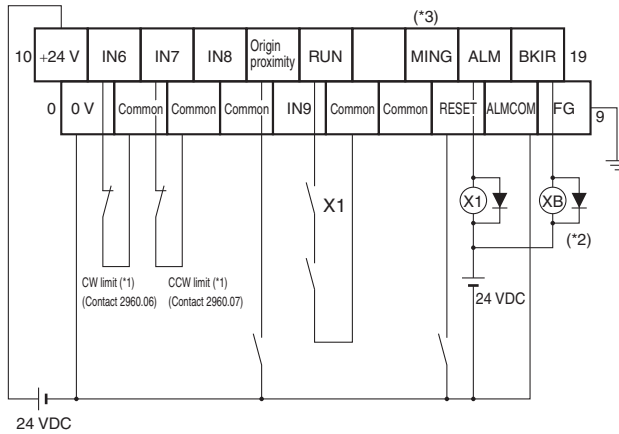 (*3)
10 +24 V IN6 IN7 IN8 Origin proximity RUN MING ALM BKIR 19
0 0 V Common Common Common IN9 Common Common RESET ALMCOM FG 9
X1 X1 XB
(*2)
CW limit (*1) CCW limit (*1)
(Contact 2960.06) (Contact 2960.07)
24 VDC
24 VDC